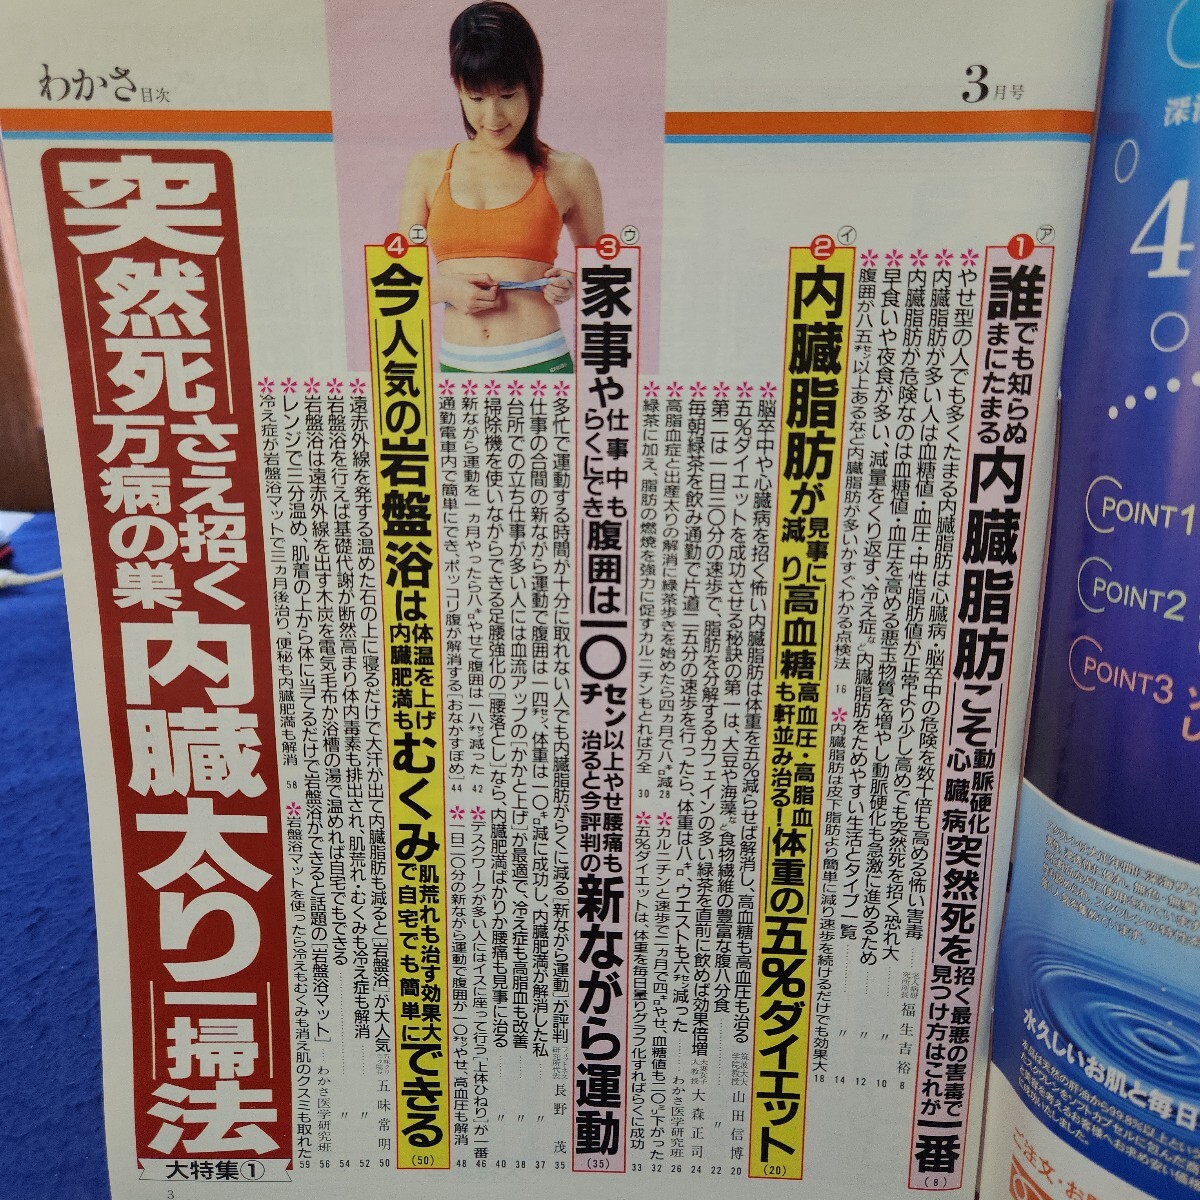 わかさ 目次
3月号
突然死さえ招く
万病の巣
内臓太り一掃法
大特集①
ア
1
誰でも知らぬまにたまる内臓脂肪こそ動脈硬化・心臓病・突然死を招く最悪の害毒で見つけ方はこれが一番
(8)
やせ型の人でも多くたまる内臓脂肪は心臓病・脳卒中の危険を数十倍も高める怖い害毒
福生吉裕 8
内臓脂肪が多い人は血糖値・血圧・中性脂肪値が正常より少し高めでも突然死を招く恐れ大 〃 10
内臓脂肪が危険なのは血糖値・血圧を高める悪玉物質を増やし動脈硬化も急激に進めるため 〃 12
早食いや夜食が多い、減量をくり返す、冷え症など内臓脂肪をためやすい生活とタイプ一覧 〃 14
腹囲が八五センチ以上あるなど内臓脂肪が多いかすぐわかる点検法 16
内臓脂肪は皮下脂肪より簡単に減り速歩を続けるだけでも効果大 18
イ
2
内臓脂肪が見事に減り高血糖・高血圧・高脂血も軒並み治る!体重の五%ダイエット
(20)
脳卒中や心臓病を招く怖い内臓脂肪は体重を五%減らせば解消し、高血糖も高血圧も治る
筑波大学 山田信博 20
五%ダイエットを成功させる秘訣の第一は、大豆や海藻など食物繊維の豊富な腹八分食 〃 22
第二は一日三〇分の速歩で、脂肪を分解するカフェインの多い緑茶を直前に飲めば効果倍増
大森正司 24
毎朝緑茶を飲み通勤で片道一五分の速歩を行ったら、体重は八キロ、ウエストも六センチ減った
わかさ医学研究班 26
高脂血症と出産太りの解消に緑茶歩きを始めたら四ヵ月で八キロ減 28
カルニチン速歩で一ヵ月で四キロやせ、血糖値も二〇下がった 32
緑茶に加え、脂肪の燃焼を強力に促すカルニチンもとれば万全 30
五%ダイエットは体重を毎日量りグラフ化すればらくに成功 33
ウ
3
家事や仕事中もらくにでき腹囲は一〇センチ以上やせ腰痛も治ると今評判の新ながら運動
(35)
多忙で運動する時間が十分に取れない人でも内臓脂肪がらくに減る「新ながら運動」が評判
長野茂 35
仕事の合間の新ながら運動で腹囲は一四センチ、体重は一〇キロ減に成功し、内臓肥満が解消した私 〃 37
台所での立ち仕事が多い人には血流アップの「かかと上げ」が最適で、冷え症も高脂血も改善 〃 38
掃除機を使いながらできる足腰強化の「腰落とし」なら、内臓肥満ばかりか腰痛も見事に治る 〃 40
新ながら運動を一ヵ月やったら八キロやせて腹囲は一八センチ減った 42
デスクワークが多い人にはイスに座って行う「上体ひねり」が一番 46
通勤電車内で簡単にでき、ポッコリ腹が解消する「おなかすぼめ」 44
一日二〇分の新ながら運動で腹囲が一〇センチやせ、高血圧も解消 48
エ
4
今人気の岩盤浴は体温を上げ内臓肥満もむくみ肌荒れも治す効果大で自宅でも簡単にできる
(50)
遠赤外線を発する温めた石の上に寝るだけで大汗が出て内臓脂肪も減ると「岩盤浴」が大人気
五味常明 50
岩盤浴を行えば基礎代謝が断然高まり体内毒素も排出され、肌荒れ・むくみも冷え症も解消 〃 52
岩盤浴は遠赤外線を出す木炭を電気毛布か浴槽の湯で温めれば自宅でもできる 〃 54
レンジで三分温め、肌着の上から体に当てるだけで岩盤浴ができると話題の「岩盤浴マット」
わかさ医学研究班 56
冷え症が岩盤浴マットで三ヵ月後治り、便秘も内臓肥満も解消 58
岩盤浴マットを使ったら冷えもむくみも消え肌のクスミも取れた 59
3
4
POINT1
POINT2
POINT3
永久しいお肌と毎日
ご注文・お